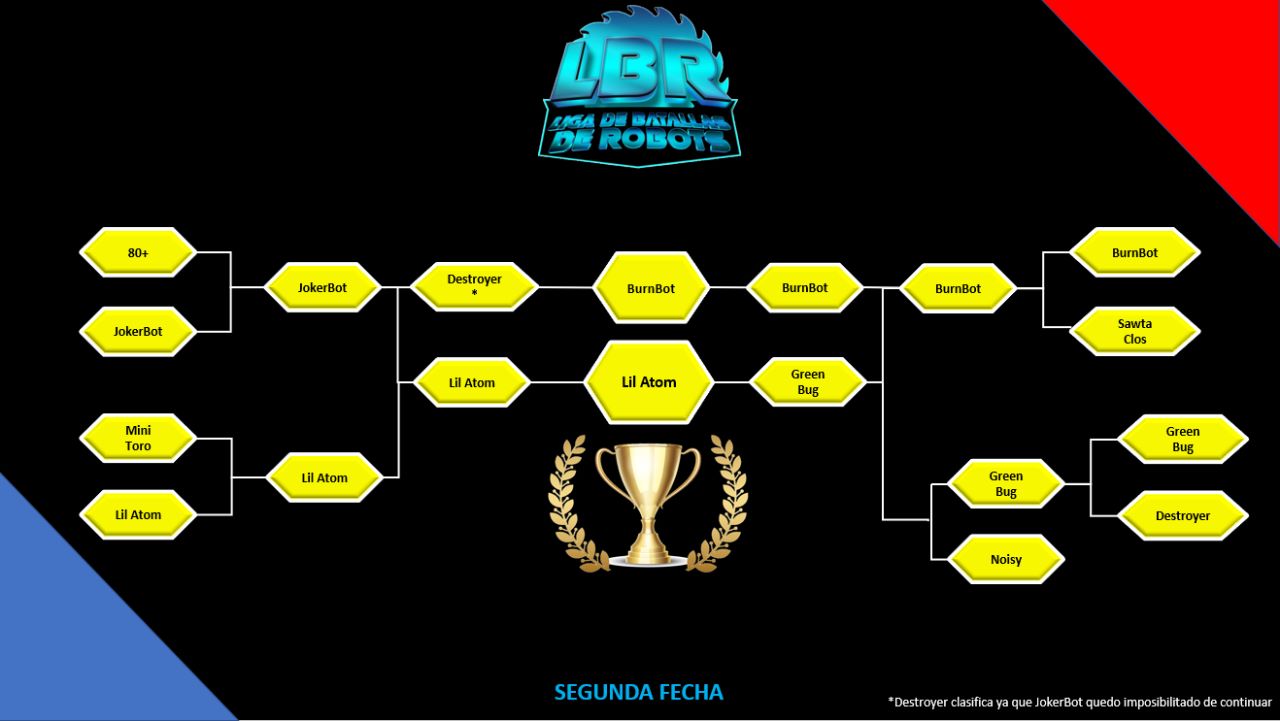 LBR
LIGA DE BATALLAS
DE ROBOTS
80+
JokerBot
Destroyer
*
BurnBot
BurnBot
BurnBot
BurnBot
JokerBot
Sawta
Clos
Lil Atom
Lil Atom
Green
Bug
Mini
Toro
Green
Bug
Lil Atom
Green
Bug
Lil Atom
Destroyer
Noisy
SEGUNDA FECHA
*Destroyer clasifica ya que JokerBot quedo imposibilitado de continuar